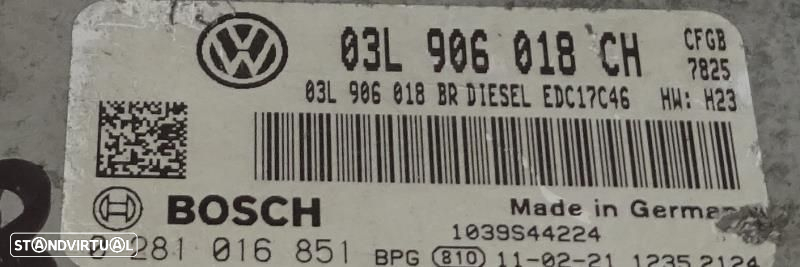 03L 906 018 CH
CFGB
7825
03L 906 018 BR DIESEL EDC17C46 HW: H23
BOSCH
Made in
0 281 016 851
1039S44224
BPG 810 11-02-21 1235 2124
STANDVIRTUAL